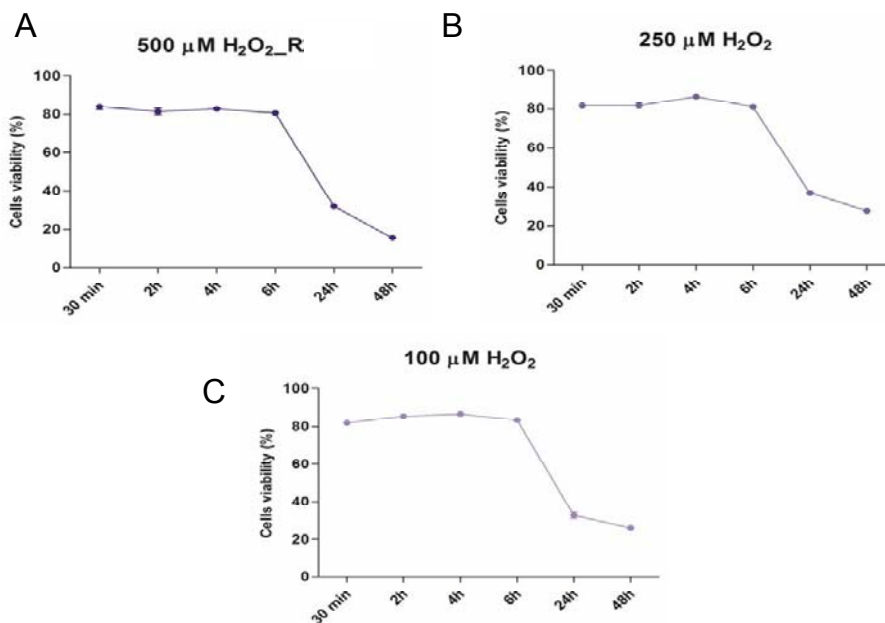 A
500 μM H₂O₂_R
Cells viability (%)
100
80
60
40
20
0
30 min
2h
4h
6h
24h
48h
B
250 μM H₂O₂
Cells viability (%)
100
80
60
40
20
0
30 min
2h
4h
6h
24h
48h
C
100 μM H₂O₂
Cells viability (%)
100
80
60
40
20
0
30 min
2h
4h
6h
24h
48h